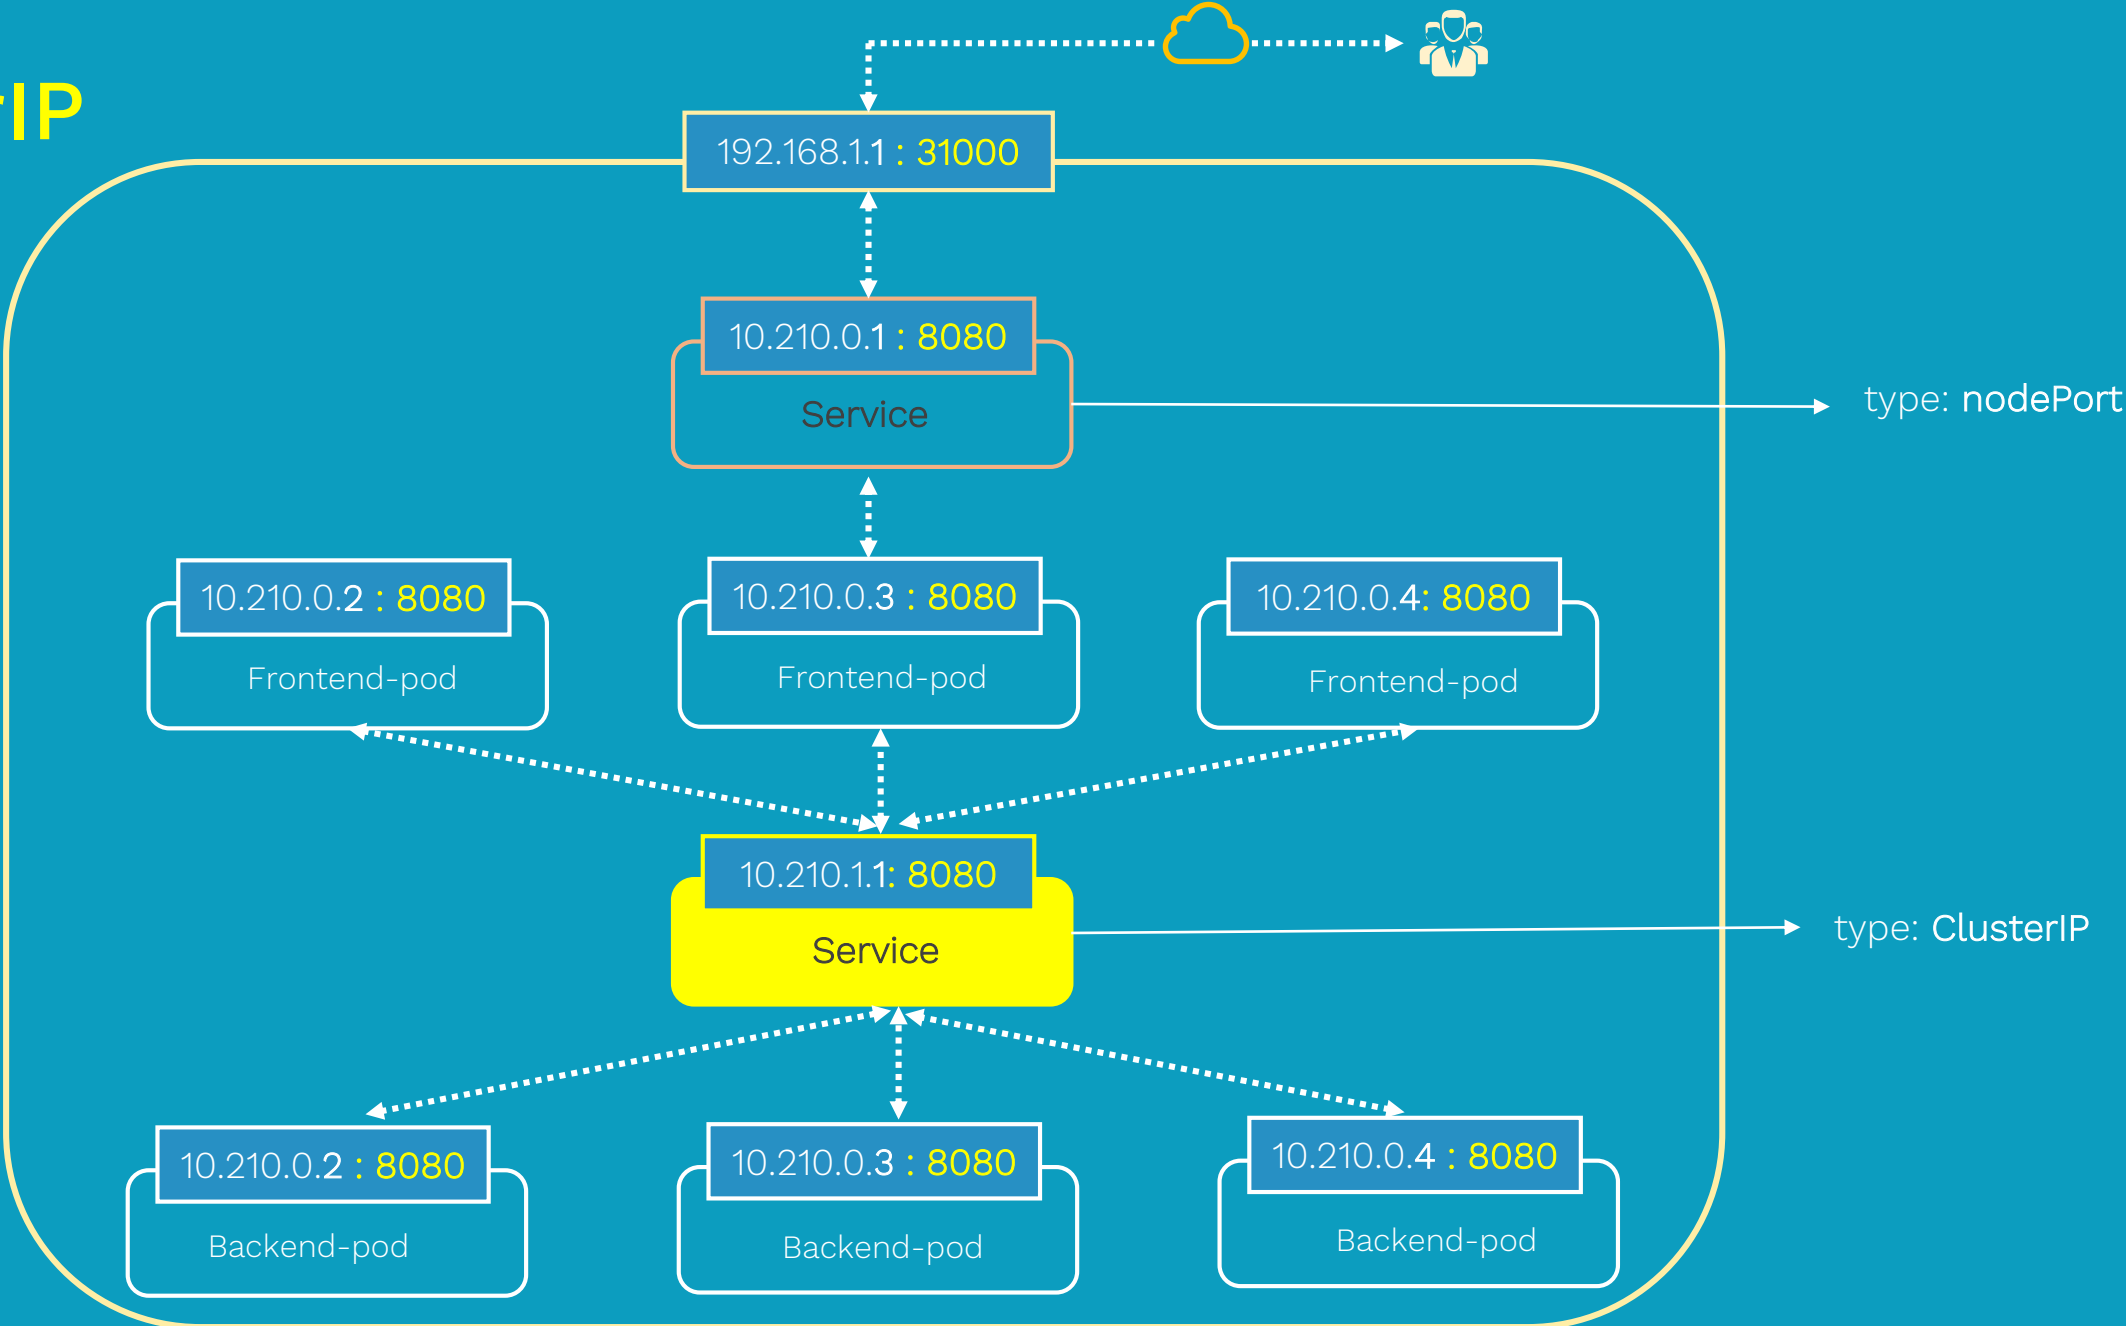 rIP
192.168.1.1 : 31000
10.210.0.1 : 8080
Service
type: nodePort
10.210.0.2 : 8080
Frontend-pod
10.210.0.3 : 8080
Frontend-pod
10.210.0.4: 8080
Frontend-pod
10.210.1.1: 8080
Service
type: ClusterIP
10.210.0.2 : 8080
Backend-pod
10.210.0.3 : 8080
Backend-pod
10.210.0.4 : 8080
Backend-pod